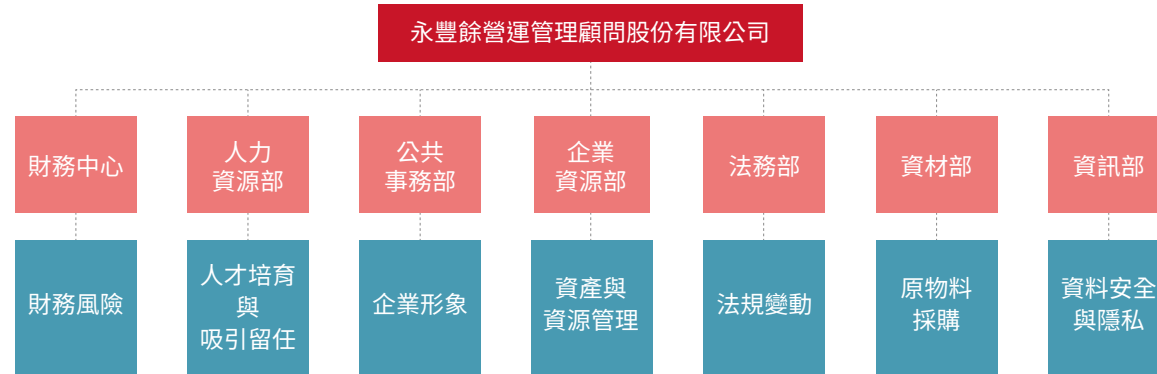 永豐餘營運管理顧問股份有限公司
財務中心
人力
資源部
公共
事務部
企業
資源部
法務部
資材部
資訊部
財務風險
人才培育
與
吸引留任
企業形象
資產與
資源管理
法規變動
原物料
採購
資料安全
與隱私